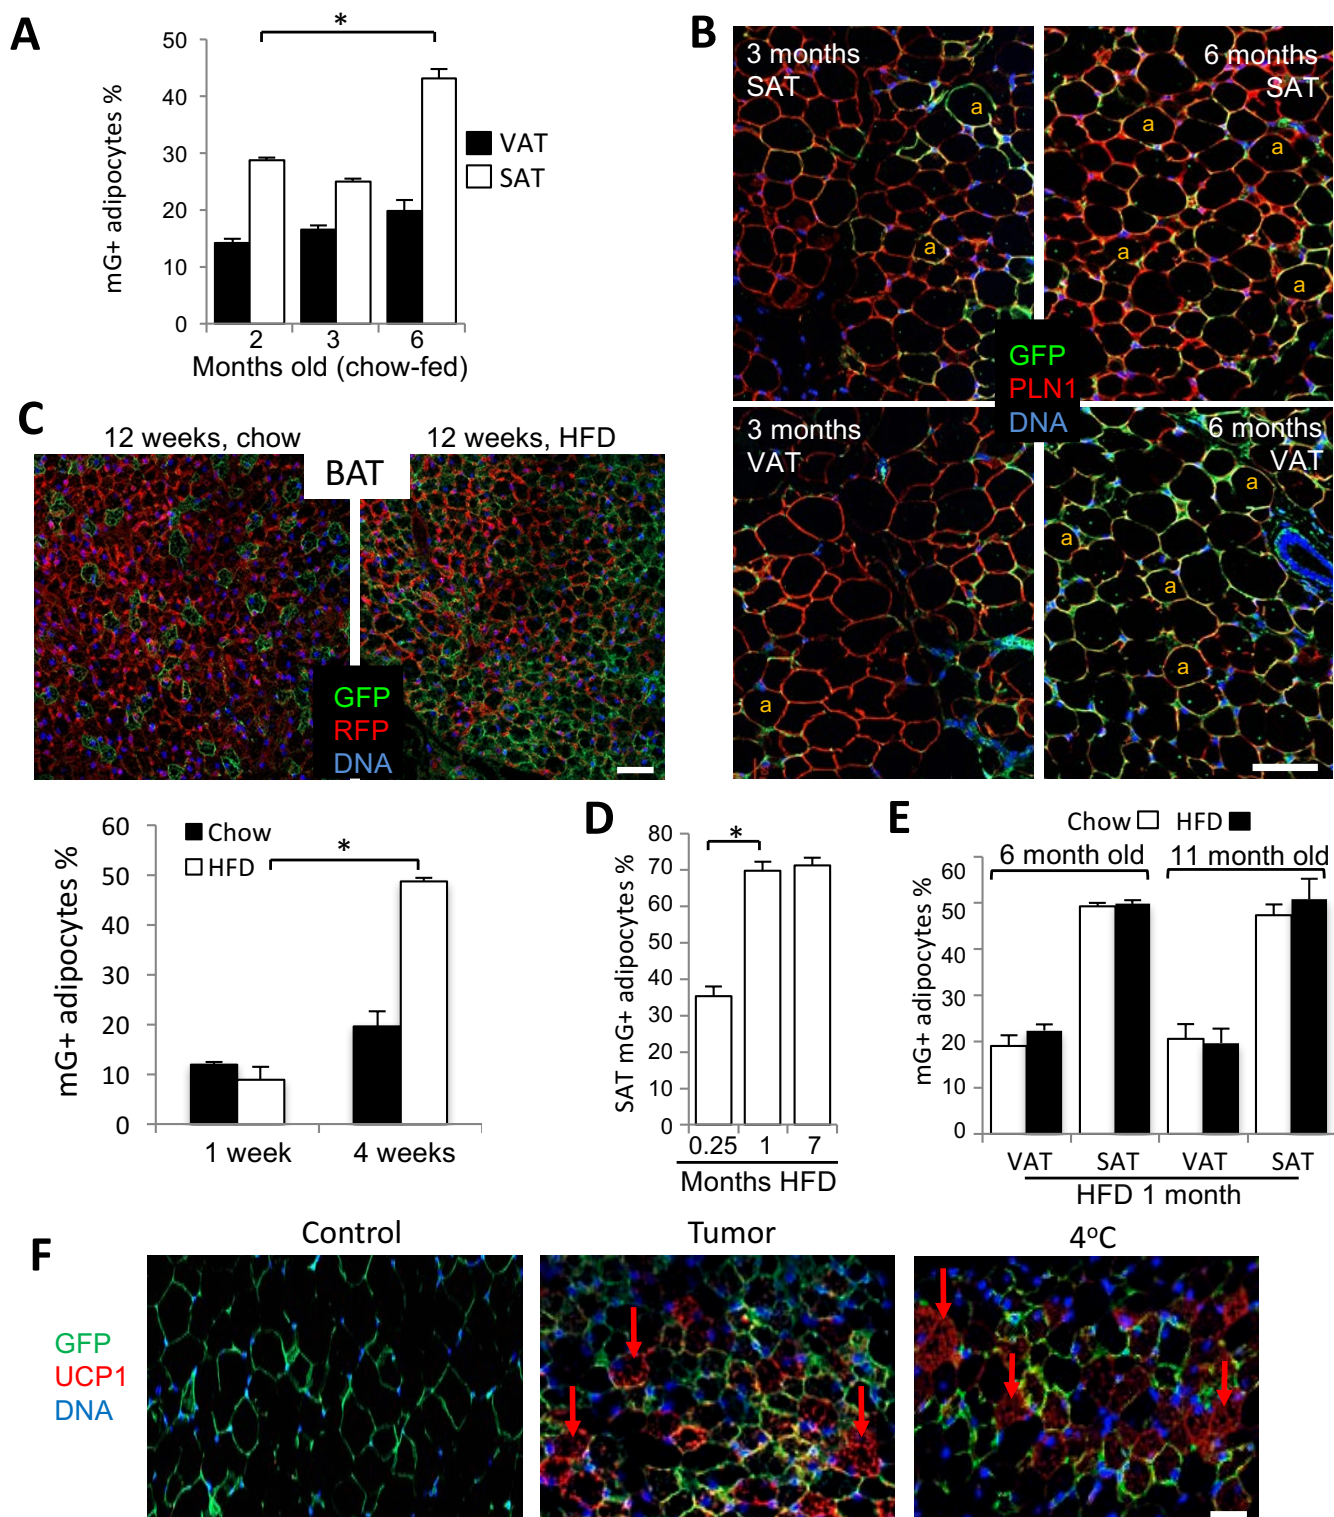 A
*
50
40
30
20
10
0
mG+ adipocytes %
VAT
SAT
2 3 6
Months old (chow-fed)
B
3 months
SAT
a
a
6 months
SAT
a
a
a
a
GFP
PLN1
DNA
3 months
VAT
a
6 months
VAT
a
a
a
a
C
12 weeks, chow
12 weeks, HFD
BAT
GFP
RFP
DNA
60
50
40
30
20
10
0
mG+ adipocytes %
Chow
HFD
*
1 week 4 weeks
D
80
70
60
50
40
30
20
10
0
SAT mG+ adipocytes %
*
0.25 1 7
Months HFD
E
Chow HFD
6 month old 11 month old
60
50
40
30
20
10
0
mG+ adipocytes %
VAT SAT VAT SAT
HFD 1 month
F
Control
Tumor
4°C
GFP
UCP1
DNA